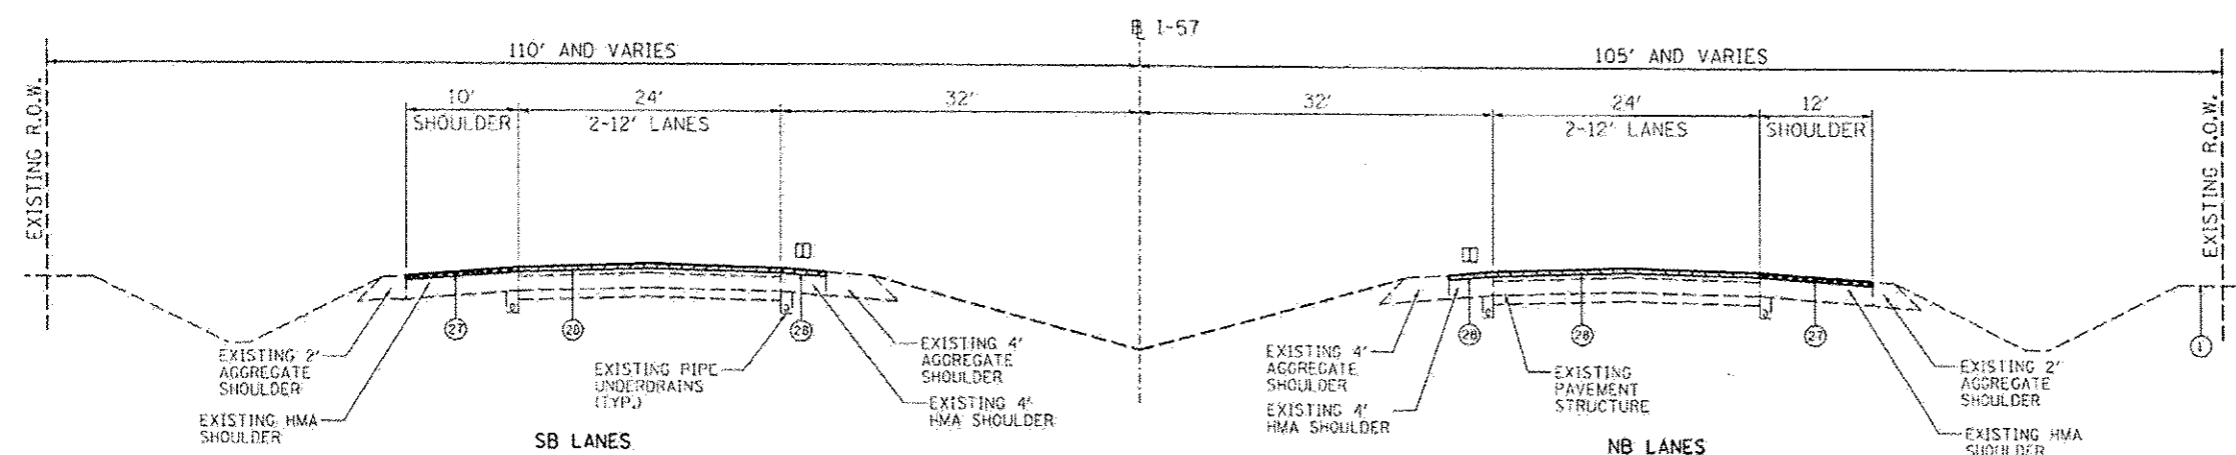 ℄ I-57
110' AND VARIES
105' AND VARIES
EXISTING R.O.W.
10'
SHOULDER
24'
2-12' LANES
32'
32'
24'
2-12' LANES
12'
SHOULDER
EXISTING R.O.W.
27
28
28
28
28
27
1
EXISTING 2'
AGGREGATE
SHOULDER
EXISTING HMA
SHOULDER
EXISTING PIPE
UNDERDRAINS
(TYP.)
EXISTING 4'
AGGREGATE
SHOULDER
EXISTING 4'
HMA SHOULDER
SB LANES
EXISTING 4'
AGGREGATE
SHOULDER
EXISTING 4'
HMA SHOULDER
EXISTING
PAVEMENT
STRUCTURE
EXISTING 2'
AGGREGATE
SHOULDER
EXISTING HMA
SHOULDER
NB LANES